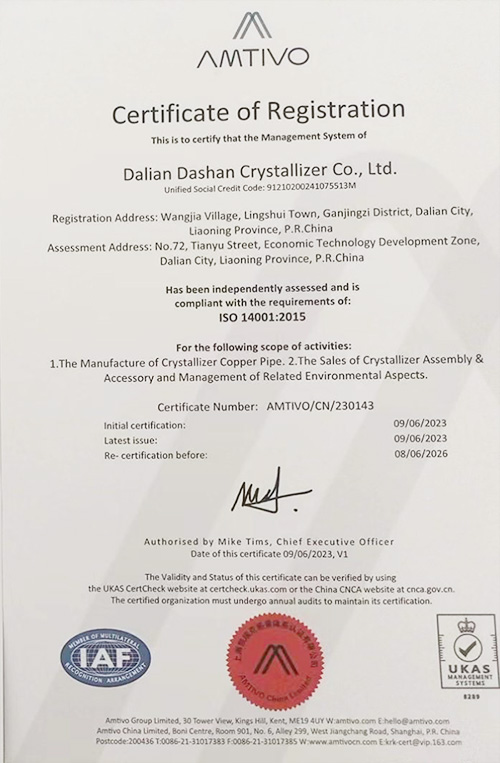 AMTIVO
Certificate of Registration
This is to certify that the Management System of
Dalian Dashan Crystallizer Co., Ltd.
Unified Social Credit Code: 91210200241075513M
Registration Address: Wangjia Village, Lingshui Town, Ganjingzi District, Dalian City,
Liaoning Province, P.R.China
Assessment Address: No.72, Tianyu Street, Economic Technology Development Zone,
Dalian City, Liaoning Province, P.R.China
Has been independently assessed and is
compliant with the requirements of:
ISO 14001:2015
For the following scope of activities:
1.The Manufacture of Crystallizer Copper Pipe. 2.The Sales of Crystallizer Assembly &
Accessory and Management of Related Environmental Aspects.
Certificate Number: AMTIVO/CN/230143
Initial certification: 09/06/2023
Latest issue: 09/06/2023
Re- certification before: 08/06/2026
Authorised by Mike Tims, Chief Executive Officer
Date of this certificate 09/06/2023, V1
The Validity and Status of this certificate can be verified by using
the UKAS CertCheck website at certcheck.ukas.com or the China CNCA website at cnca.gov.cn.
The certified organization must undergo annual audits to maintain its certification.
MEMBER OF MULTILATERAL
IAF
RECOGNITION ARRANGEMENT
AMTIVO China Limited
UKAS
MANAGEMENT
SYSTEMS
8289
Amtivo Group Limited, 30 Tower View, Kings Hill, Kent, ME19 4UY W:amtivo.com E:hello@amtivo.com
Amtivo China Limited, Boni Centre, Room 901, No. 6, Alley 299, West Jiangchang Road, Shanghai, P.R. China
Postcode:200436 T:0086-21-31017383 F:0086-21-31017385 W:www.amtivocn.com E:krk-cert@vip.163.com